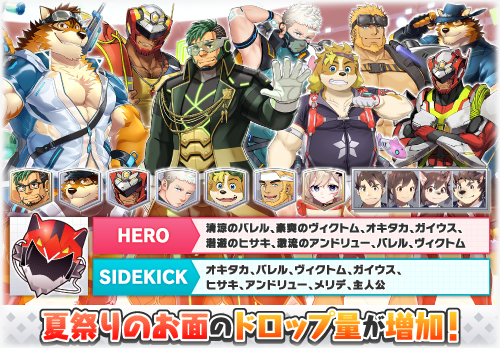 HERO
清涼のバレル、豪爽のヴィクトム、オキタカ、ガイウス、
潜遊のヒサキ、激流のアンドリュー、バレル、ヴィクトム
SIDEKICK
オキタカ、バレル、ヴィクトム、ガイウス、
ヒサキ、アンドリュー、メリデ、主人公
夏祭りのお面のドロップ量が増加!